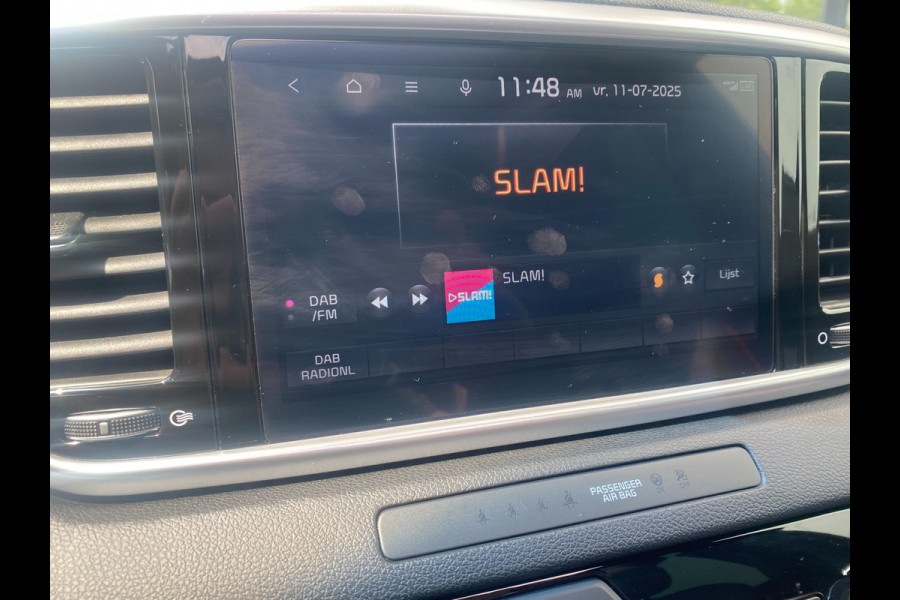 11:48 AM vr. 11-07-2025
SLAM!
DAB
/FM
SLAM!
SLAM!
Lijst
DAB
RADIONL
PASSENGER
AIR BAG